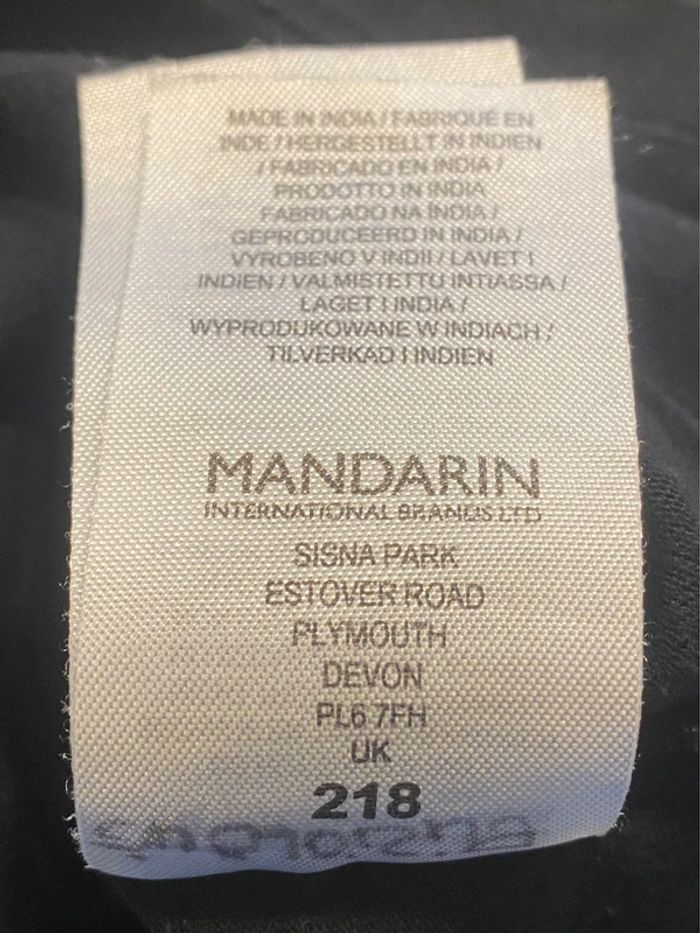 MADE IN INDIA / FABRIQUÉ EN
INDE / HERGESTELLT IN INDIEN
/ FABRICADO EN INDIA /
PRODOTTO IN INDIA
FABRICADO NA ÍNDIA /
GEPRODUCEERD IN INDIA /
VYROBENO V INDII / LAVET I
INDIEN / VALMISTETTU INTIASSA /
LAGET I INDIA /
WYPRODUKOWANE W INDIACH /
TILVERKAD I INDIEN
MANDARIN
INTERNATIONAL BRANDS LTD
SISNA PARK
ESTOVER ROAD
PLYMOUTH
DEVON
PL6 7FH
UK
218